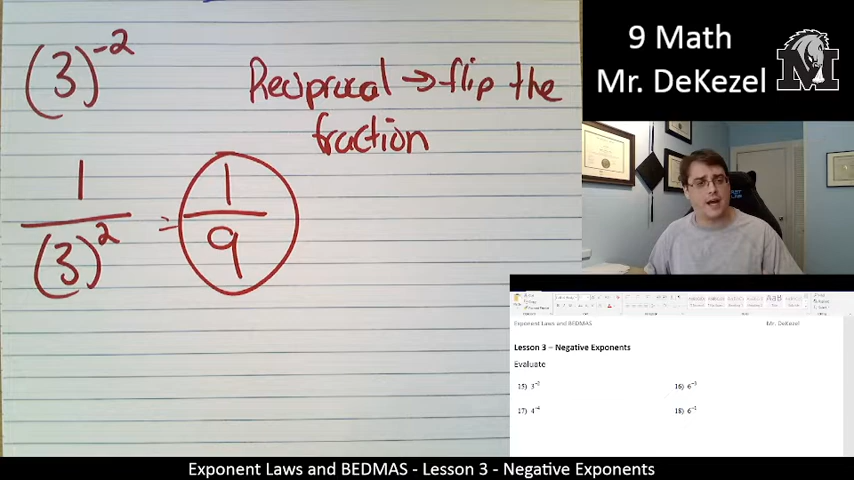 (3)⁻²
Reciprocal → flip the
fraction
1
(3)²
= 1
9
9 Math
Mr. DeKezel
M
Exponent Laws and BEDMAS
Mr. DeKezel
Lesson 3 – Negative Exponents
Evaluate
15) 3⁻²
16) 6⁻³
17) 4⁻⁴
18) 6⁻¹
Exponent Laws and BEDMAS - Lesson 3 - Negative Exponents